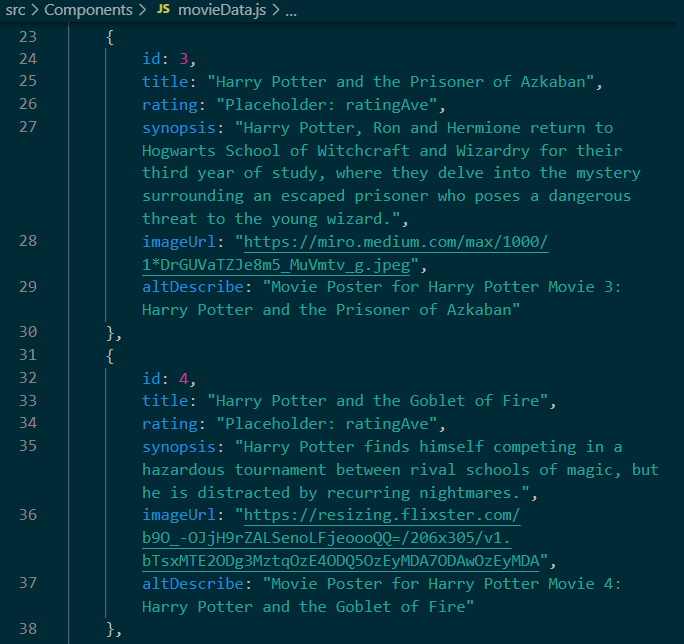 src > Components > JS movieData.js > ...
23 {
24 id: 3,
25 title: "Harry Potter and the Prisoner of Azkaban",
26 rating: "Placeholder: ratingAve",
27 synopsis: "Harry Potter, Ron and Hermione return to
Hogwarts School of Witchcraft and Wizardry for their
third year of study, where they delve into the mystery
surrounding an escaped prisoner who poses a dangerous
threat to the young wizard.",
28 imageUrl: "https://miro.medium.com/max/1000/
1*DrGUVaTZJe8m5_MuVmtv_g.jpeg",
29 altDescribe: "Movie Poster for Harry Potter Movie 3:
Harry Potter and the Prisoner of Azkaban"
30 },
31 {
32 id: 4,
33 title: "Harry Potter and the Goblet of Fire",
34 rating: "Placeholder: ratingAve",
35 synopsis: "Harry Potter finds himself competing in a
hazardous tournament between rival schools of magic, but
he is distracted by recurring nightmares.",
36 imageUrl: "https://resizing.flixster.com/
b9O_-OJjH9rZALSenoLFjeoooQQ=/206x305/v1.
bTsxMTE2ODg3MztqOzE4ODQ5OzEyMDA7ODAwOzEyMDA",
37 altDescribe: "Movie Poster for Harry Potter Movie 4:
Harry Potter and the Goblet of Fire"
38 },